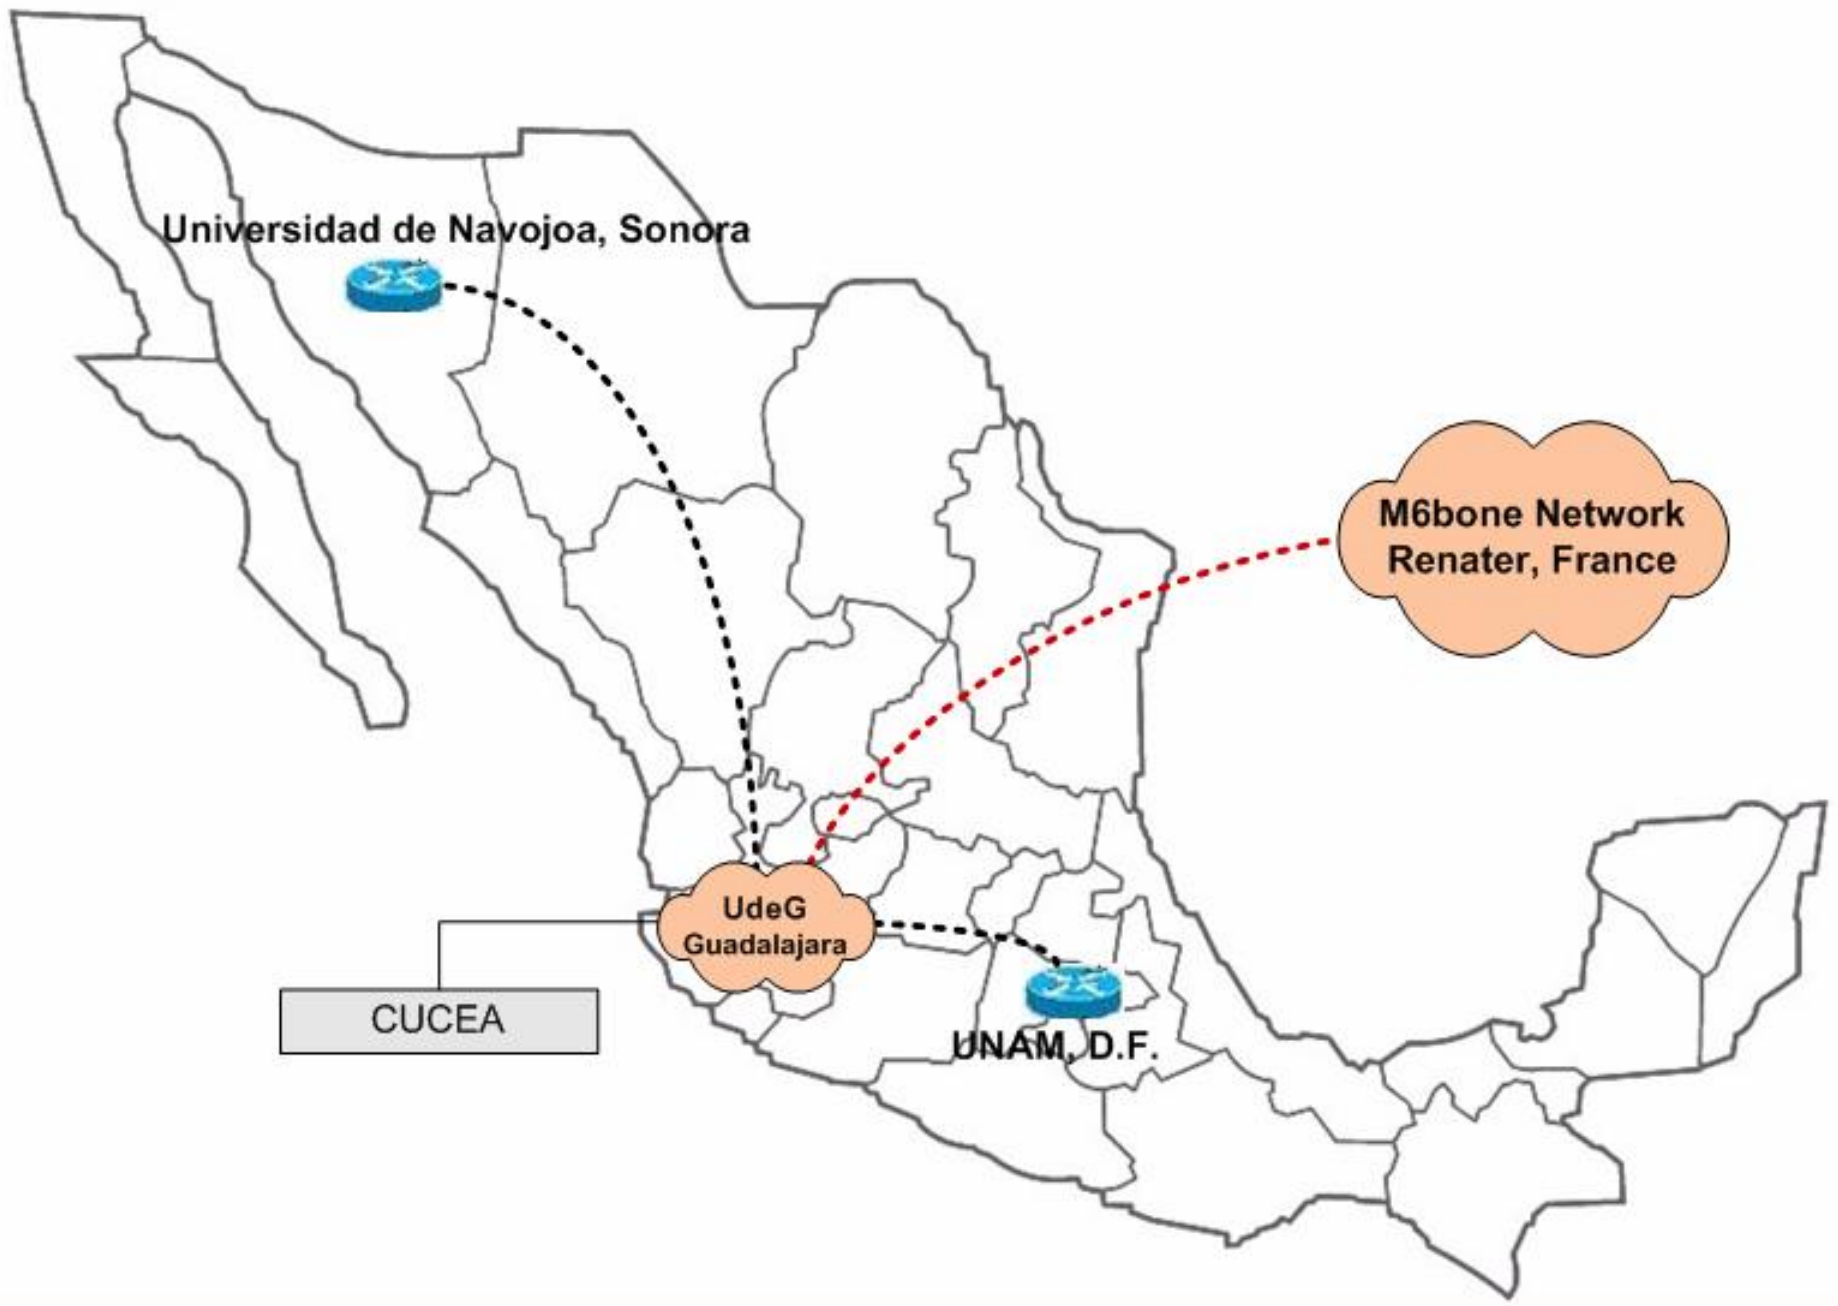 Universidad de Navojoa, Sonora
M6bone Network
Renater, France
UdeG
Guadalajara
CUCEA
UNAM, D.F.